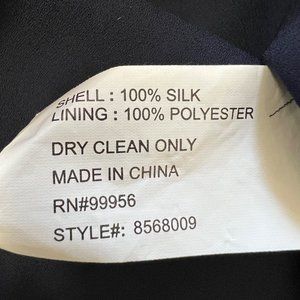 SHELL : 100% SILK
LINING : 100% POLYESTER
DRY CLEAN ONLY
MADE IN CHINA
RN#99956
STYLE#: 8568009